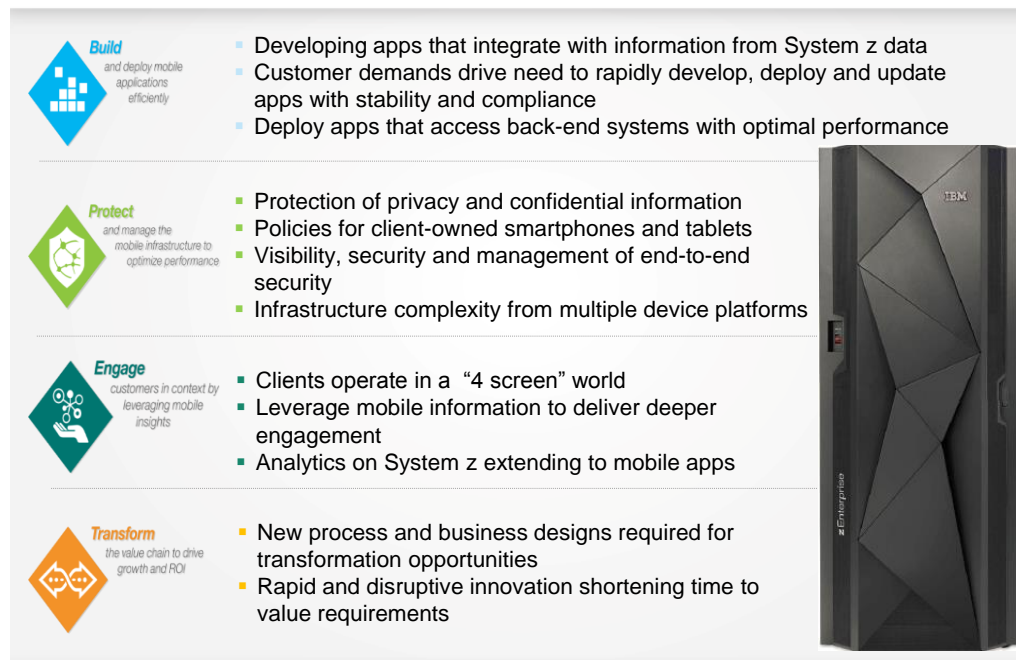 Build
and deploy mobile
applications
efficiently
Developing apps that integrate with information from System z data
Customer demands drive need to rapidly develop, deploy and update
apps with stability and compliance
Deploy apps that access back-end systems with optimal performance
Protect
and manage the
mobile infrastructure to
optimize performance
Protection of privacy and confidential information
Policies for client-owned smartphones and tablets
Visibility, security and management of end-to-end
security
Infrastructure complexity from multiple device platforms
Engage
customers in context by
leveraging mobile
insights
Clients operate in a “4 screen” world
Leverage mobile information to deliver deeper
engagement
Analytics on System z extending to mobile apps
Transform
the value chain to drive
growth and ROI
New process and business designs required for
transformation opportunities
Rapid and disruptive innovation shortening time to
value requirements
IBM
zEnterprise